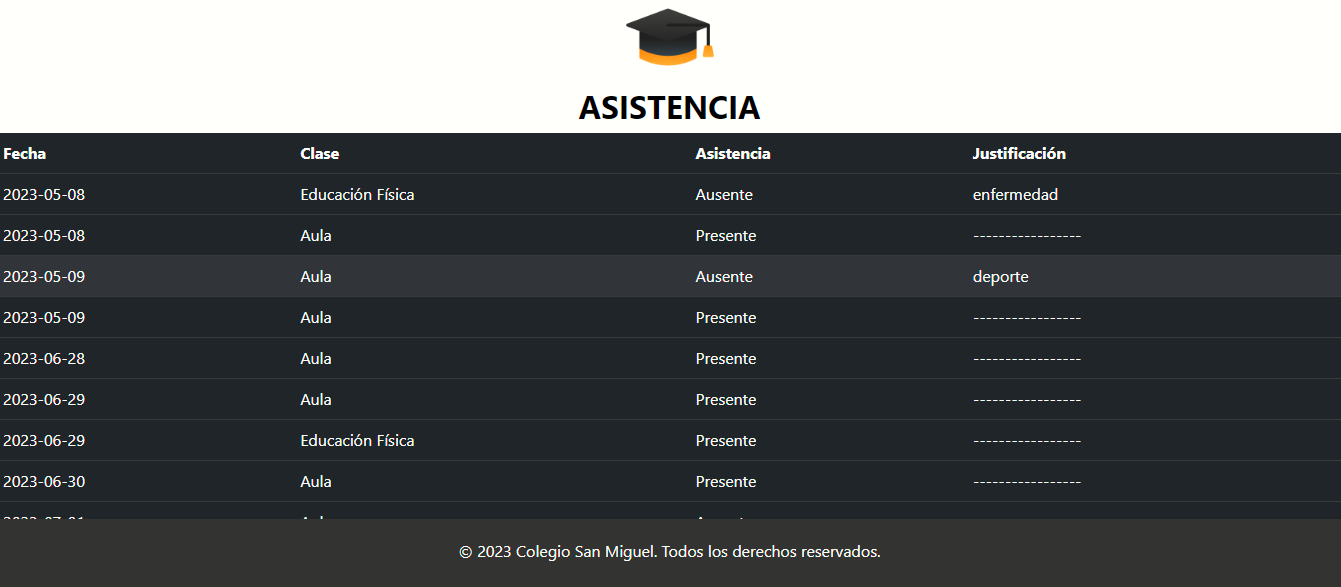 ASISTENCIA
Fecha Clase Asistencia Justificación
2023-05-08 Educación Física Ausente enfermedad
2023-05-08 Aula Presente -----------------
2023-05-09 Aula Ausente deporte
2023-05-09 Aula Presente -----------------
2023-06-28 Aula Presente -----------------
2023-06-29 Aula Presente -----------------
2023-06-29 Educación Física Presente -----------------
2023-06-30 Aula Presente -----------------
© 2023 Colegio San Miguel. Todos los derechos reservados.